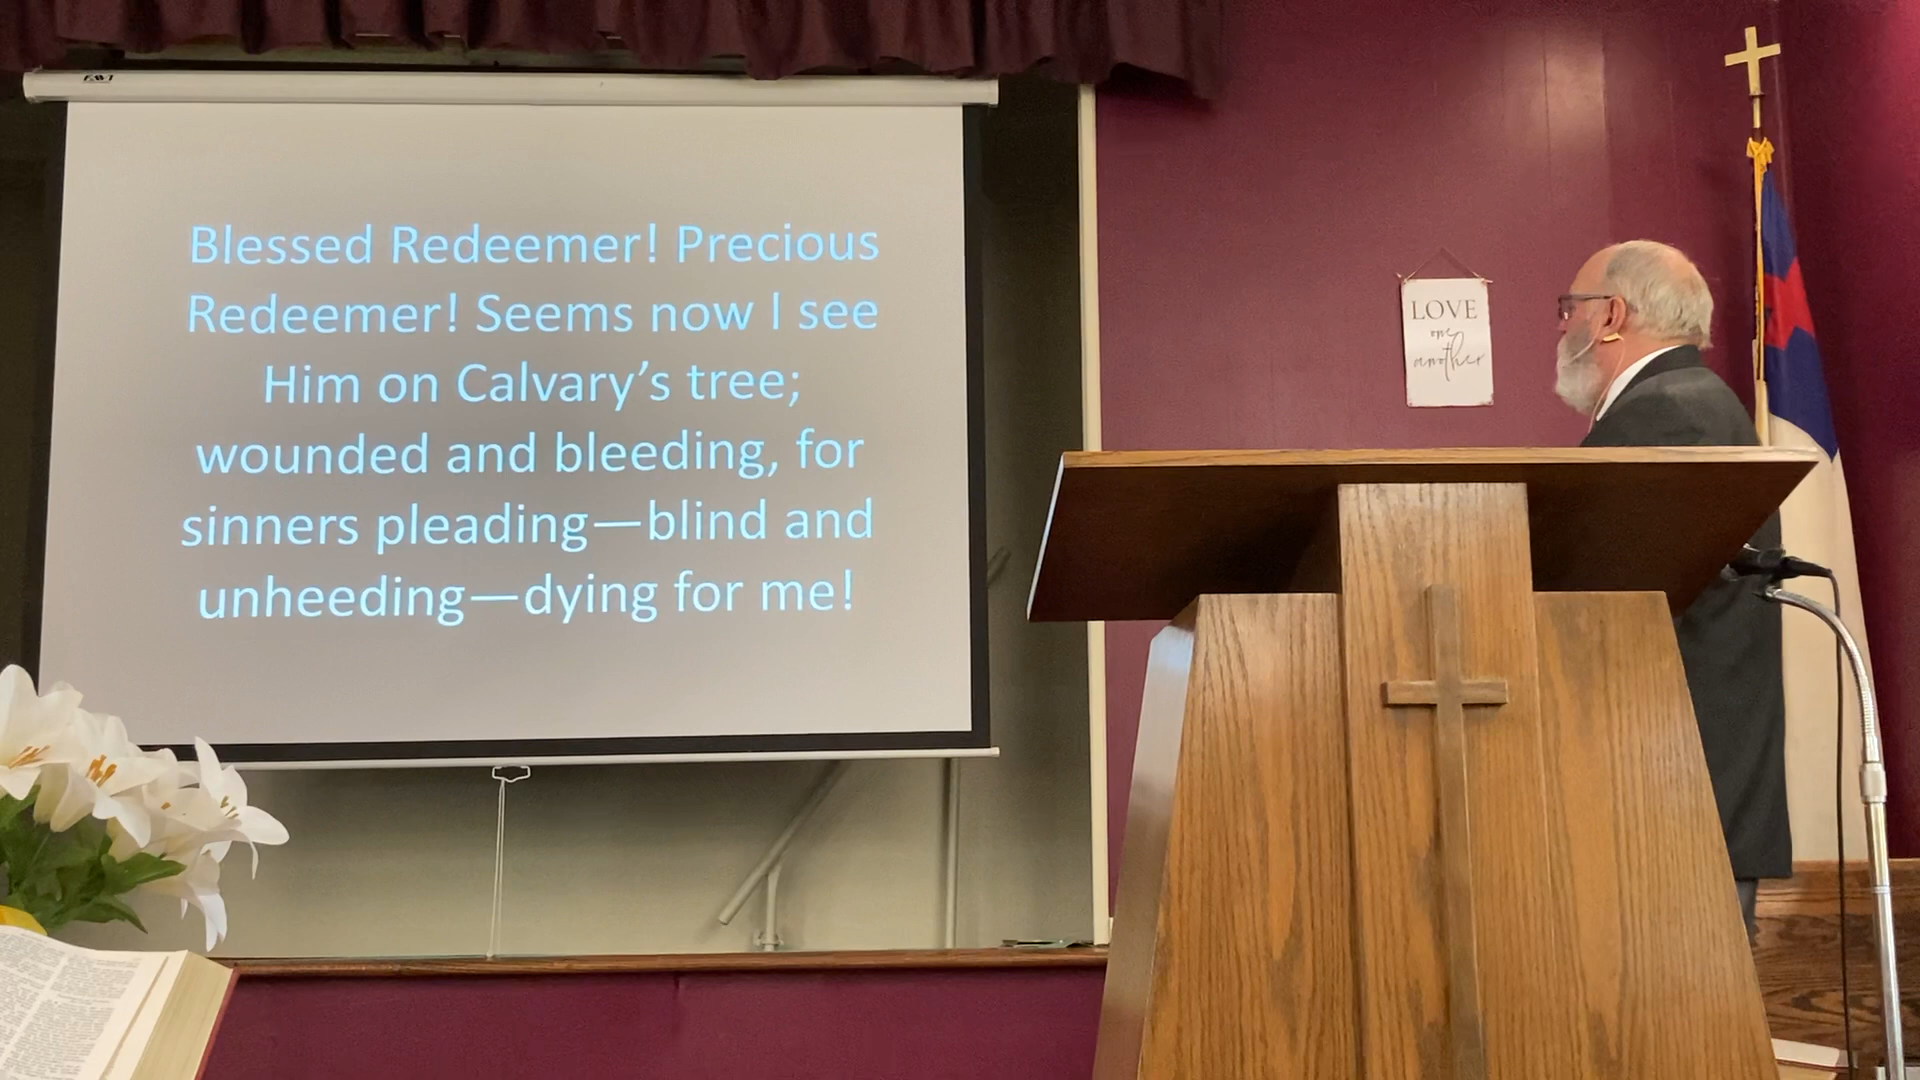 FAVI
Blessed Redeemer! Precious
Redeemer! Seems now I see
Him on Calvary’s tree;
wounded and bleeding, for
sinners pleading—blind and
unheeding—dying for me!
LOVE
one
another